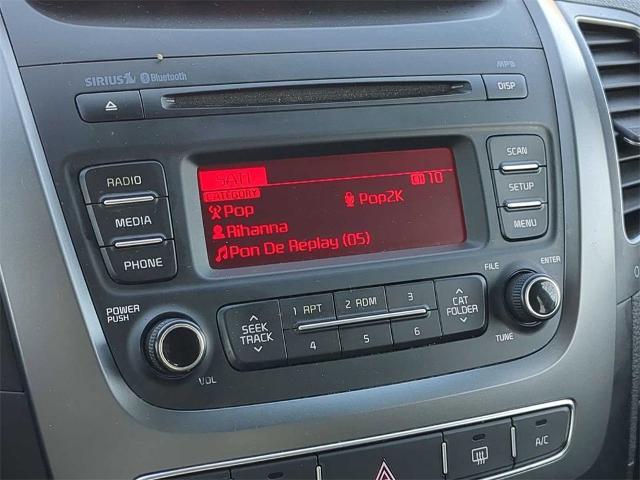 SIRIUS Bluetooth
MP3
DISP
RADIO
MEDIA
PHONE
SAT1
CH 10
CATEGORY
Pop
Pop2K
Rihanna
Pon De Replay (05)
SCAN
SETUP
MENU
POWER
PUSH
VOL
SEEK
TRACK
1 RPT
2 RDM
3
4
5
6
CAT
FOLDER
FILE
ENTER
TUNE
A/C